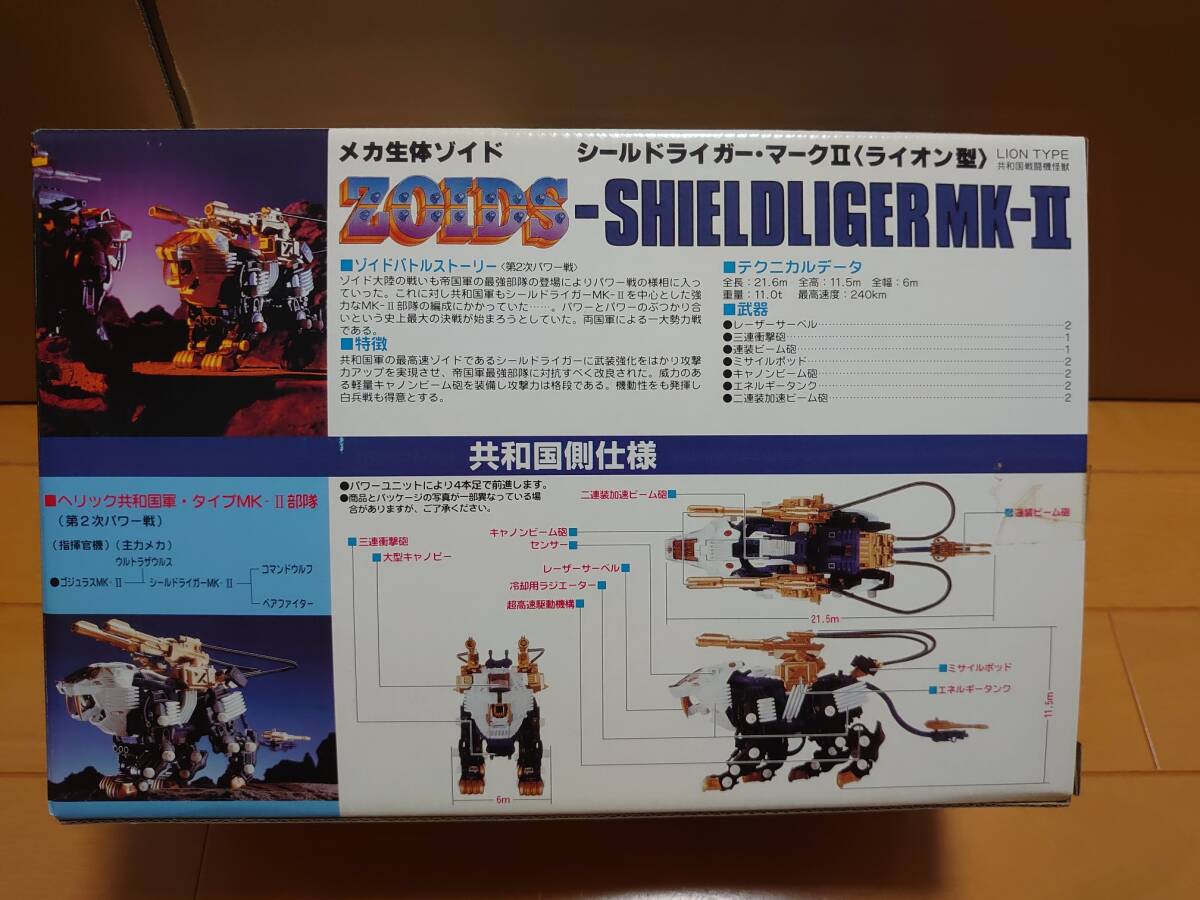 メカ生体ゾイド
シールドライガー・マークⅡ〈ライオン型〉
LION TYPE
共和国戦闘機怪獣
ZOIDS-SHIELDLIGER MK-Ⅱ
■ゾイドバトルストーリー〈第2次パワー戦〉
ゾイド大陸の戦いも帝国軍の最強部隊の登場によりパワー戦の様相に入っ
ていった。これに対し共和国軍もシールドライガーMK-Ⅱを中心とした強
力なMK-Ⅱ部隊の編成にかかっていた……。パワーとパワーのぶつかり合
いという史上最大の決戦が始まろうとしていた。両国軍による一大勢力戦
である。
■特徴
共和国軍の最高速ゾイドであるシールドライガーに武装強化をはかり攻撃
力アップを実現させ、帝国軍最強部隊に対抗すべく改良された。威力のあ
る軽量キャノンビーム砲を装備し攻撃力は格段である。機動性をも発揮し
白兵戦も得意とする。
■テクニカルデータ
全長：21.6m 全高：11.5m 全幅：6m
重量：11.0t 最高速度：240km
■武器
●レーザーサーベル……2
●三連衝撃砲……1
●連装ビーム砲……1
●ミサイルポッド……2
●キャノンビーム砲……2
●エネルギータンク……2
●二連装加速ビーム砲……2
共和国側仕様
■ヘリック共和国軍・タイプMK-Ⅱ部隊
（第2次パワー戦）
（指揮官機）（主力メカ）
ウルトラザウルス
●ゴジュラスMK-Ⅱ
シールドライガーMK-Ⅱ
コマンドウルフ
ベアファイター
●パワーユニットにより4本足で前進します。
●商品とパッケージの写真が一部異なっている場
合がありますが、ご了承ください。
二連装加速ビーム砲■
キャノンビーム砲■
センサー■
■連装ビーム砲
■三連衝撃砲
■大型キャノピー
レーザーサーベル■
冷却用ラジエーター■
超高速駆動機構■
21.5m
■ミサイルポッド
■エネルギータンク
11.5m
6m